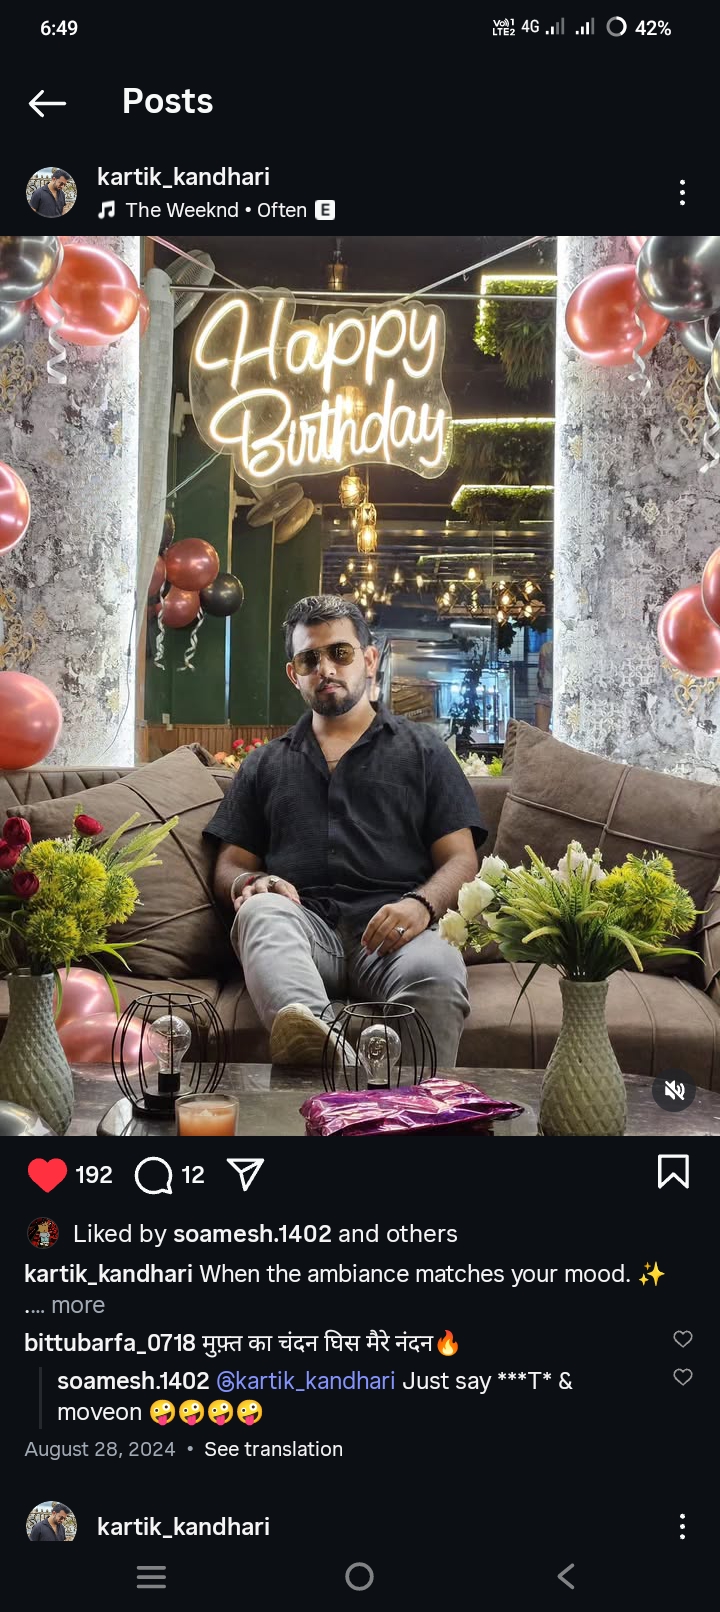 6:49
Vo))1 LTE2 4G 42%
Posts
kartik_kandhari
The Weeknd • Often E
Happy
Birthday
192 12
Liked by soamesh.1402 and others
kartik_kandhari When the ambiance matches your mood. ✨
.... more
bittubarfa_0718 मुफ़्त का चंदन घिस मैरे नंदन🔥
soamesh.1402 @kartik_kandhari Just say ***T* &
moveon 🤪🤪🤪🤪
August 28, 2024 • See translation
kartik_kandhari